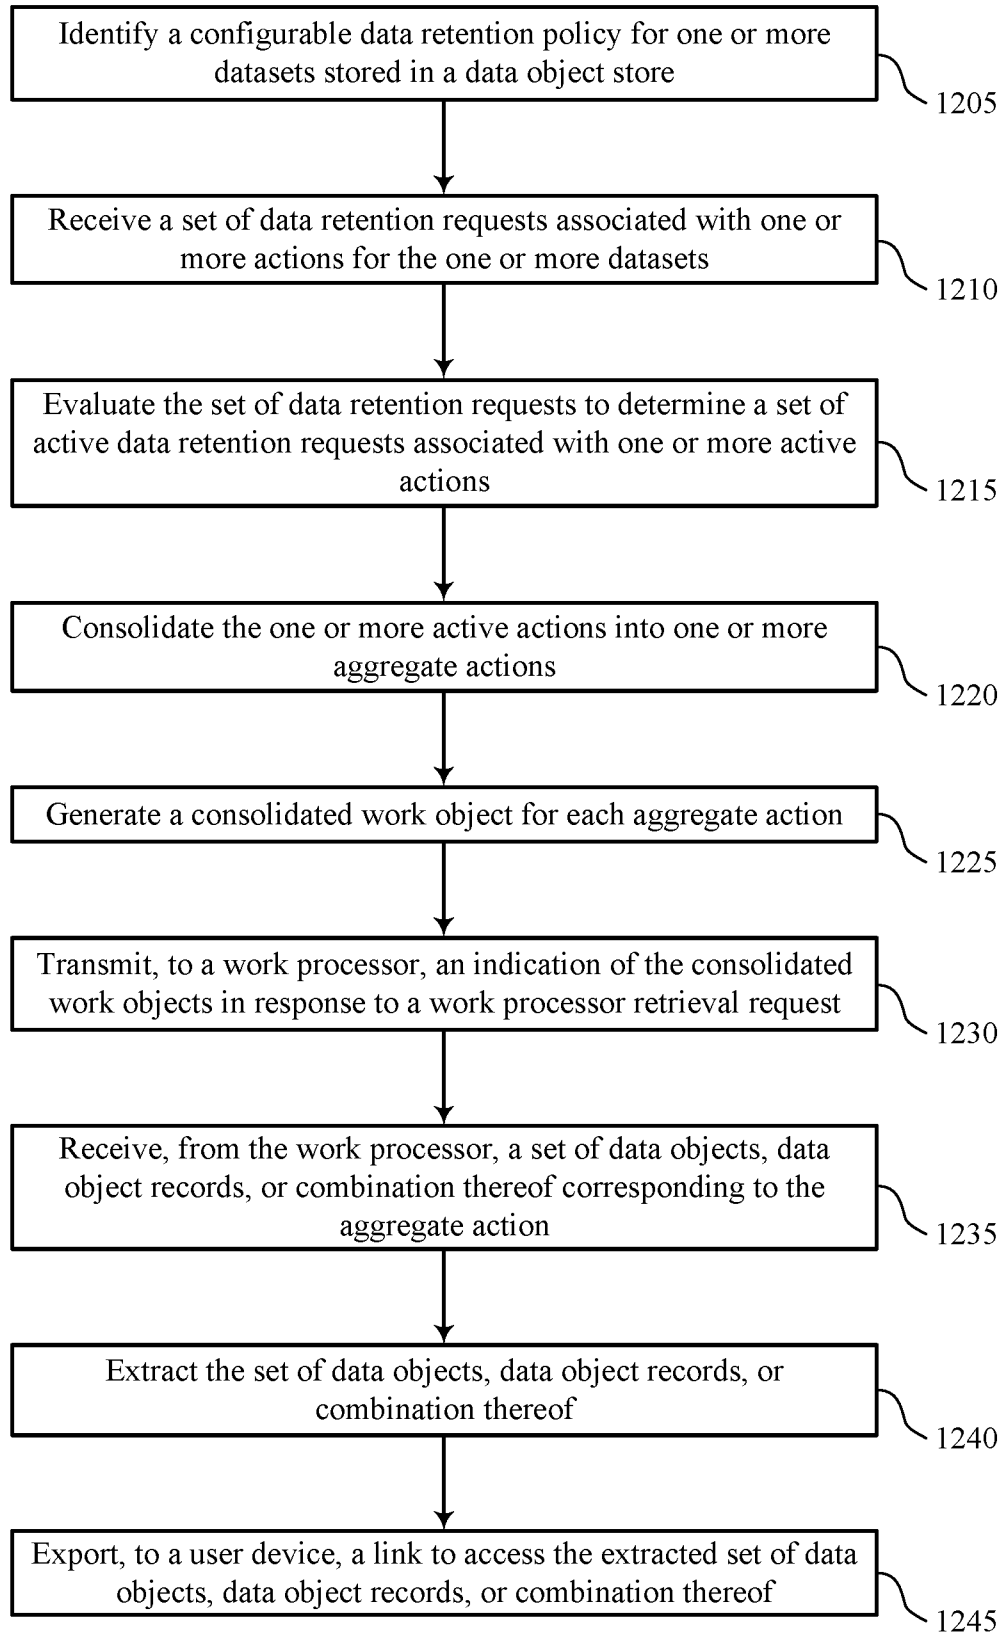 Identify a configurable data retention policy for one or more
datasets stored in a data object store
1205
Receive a set of data retention requests associated with one or
more actions for the one or more datasets
1210
Evaluate the set of data retention requests to determine a set of
active data retention requests associated with one or more active
actions
1215
Consolidate the one or more active actions into one or more
aggregate actions
1220
Generate a consolidated work object for each aggregate action
1225
Transmit, to a work processor, an indication of the consolidated
work objects in response to a work processor retrieval request
1230
Receive, from the work processor, a set of data objects, data
object records, or combination thereof corresponding to the
aggregate action
1235
Extract the set of data objects, data object records, or
combination thereof
1240
Export, to a user device, a link to access the extracted set of data
objects, data object records, or combination thereof
1245